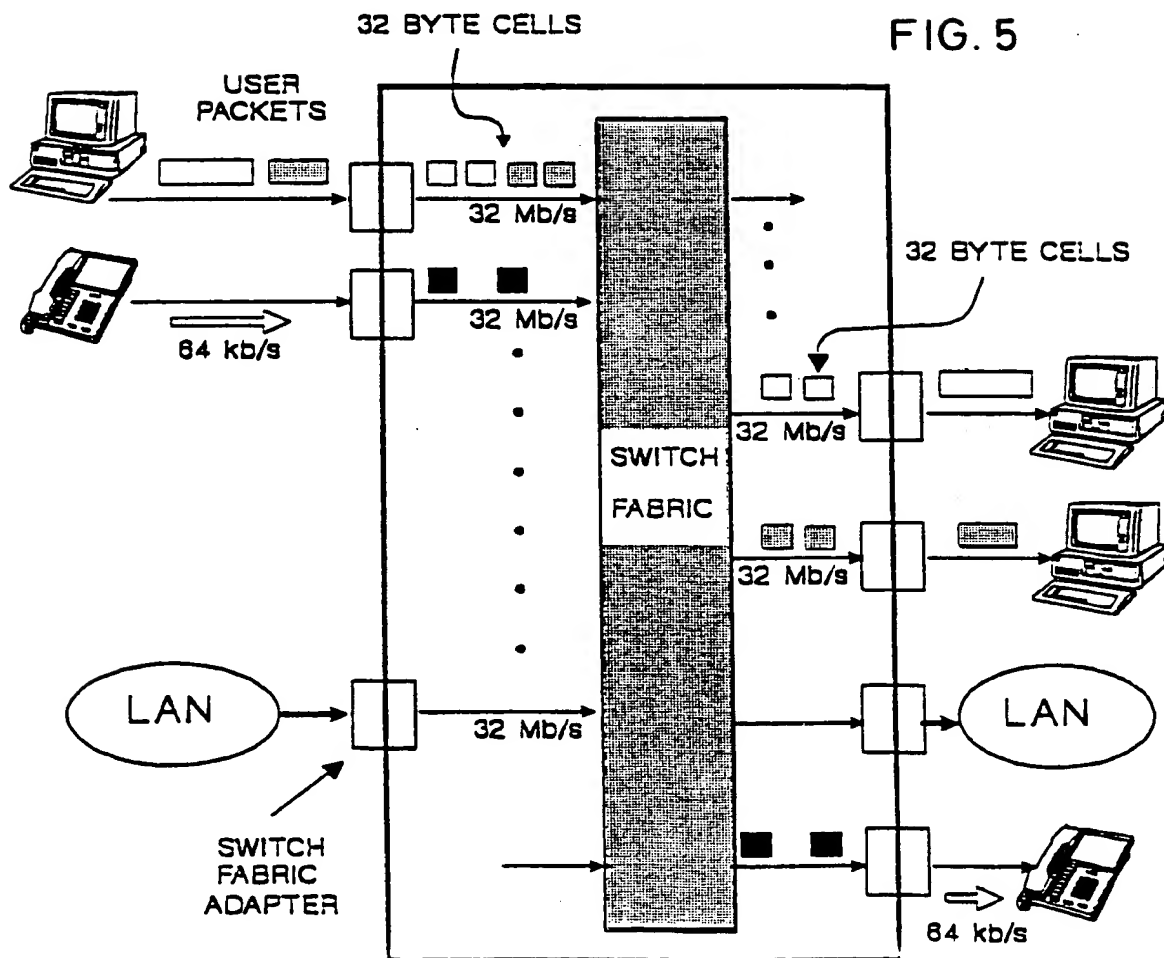 32 BYTE CELLS
FIG. 5
USER
PACKETS
32 Mb/s
32 BYTE CELLS
64 kb/s
32 Mb/s
32 Mb/s
SWITCH
FABRIC
32 Mb/s
LAN
32 Mb/s
LAN
SWITCH
FABRIC
ADAPTER
64 kb/s